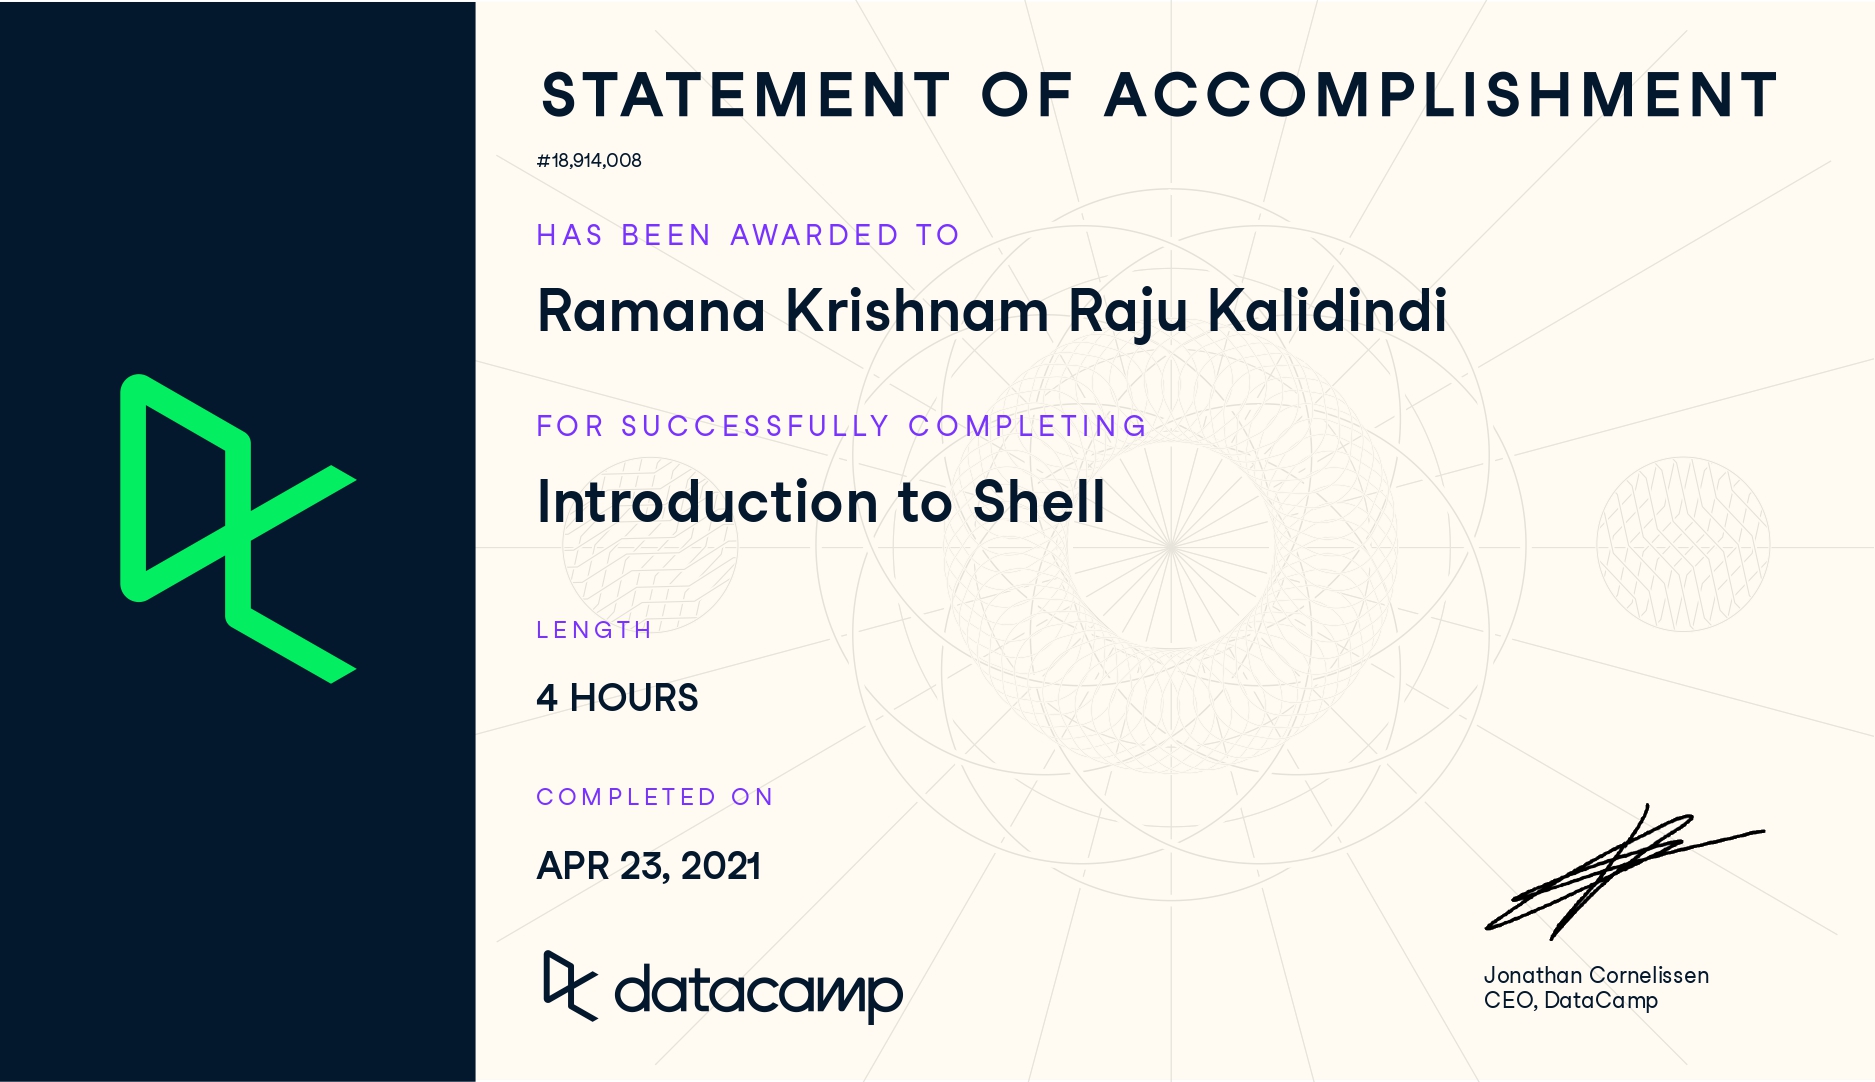 STATEMENT OF ACCOMPLISHMENT
#18,914,008
HAS BEEN AWARDED TO
Ramana Krishnam Raju Kalidindi
FOR SUCCESSFULLY COMPLETING
Introduction to Shell
LENGTH
4 HOURS
COMPLETED ON
APR 23, 2021
datacamp
Jonathan Cornelissen
CEO, DataCamp